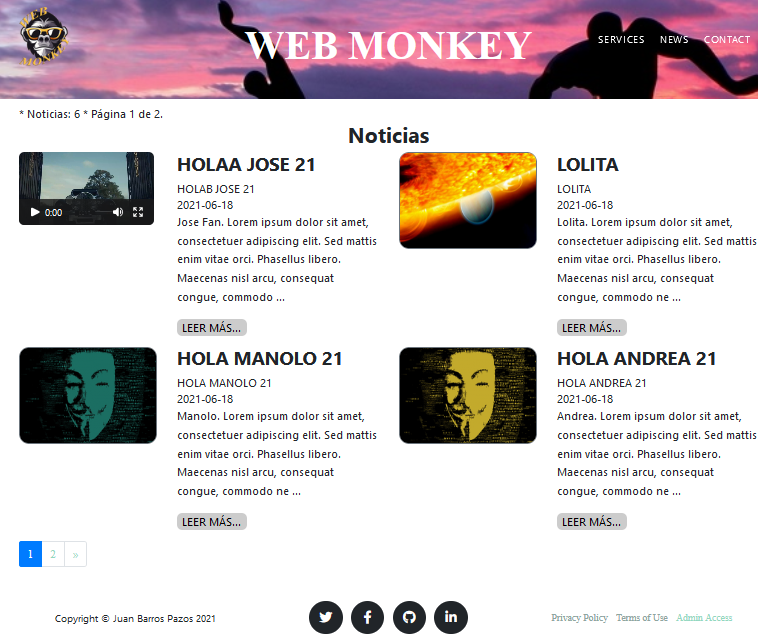 WEB
MONKEY
WEB MONKEY
SERVICES NEWS CONTACT
* Noticias: 6 * Página 1 de 2.
Noticias
0:00
HOLAA JOSE 21
HOLAB JOSE 21
2021-06-18
Jose Fan. Lorem ipsum dolor sit amet,
consectetuer adipiscing elit. Sed mattis
enim vitae orci. Phasellus libero.
Maecenas nisl arcu, consequat
congue, commodo ...
LEER MÁS...
LOLITA
LOLITA
2021-06-18
Lolita. Lorem ipsum dolor sit amet,
consectetuer adipiscing elit. Sed mattis
enim vitae orci. Phasellus libero.
Maecenas nisl arcu, consequat
congue, commodo ne ...
LEER MÁS...
HOLA MANOLO 21
HOLA MANOLO 21
2021-06-18
Manolo. Lorem ipsum dolor sit amet,
consectetuer adipiscing elit. Sed mattis
enim vitae orci. Phasellus libero.
Maecenas nisl arcu, consequat
congue, commodo ne ...
LEER MÁS...
HOLA ANDREA 21
HOLA ANDREA 21
2021-06-18
Andrea. Lorem ipsum dolor sit amet,
consectetuer adipiscing elit. Sed mattis
enim vitae orci. Phasellus libero.
Maecenas nisl arcu, consequat
congue, commodo ne ...
LEER MÁS...
1 2 »
Copyright © Juan Barros Pazos 2021
Privacy Policy Terms of Use Admin Access